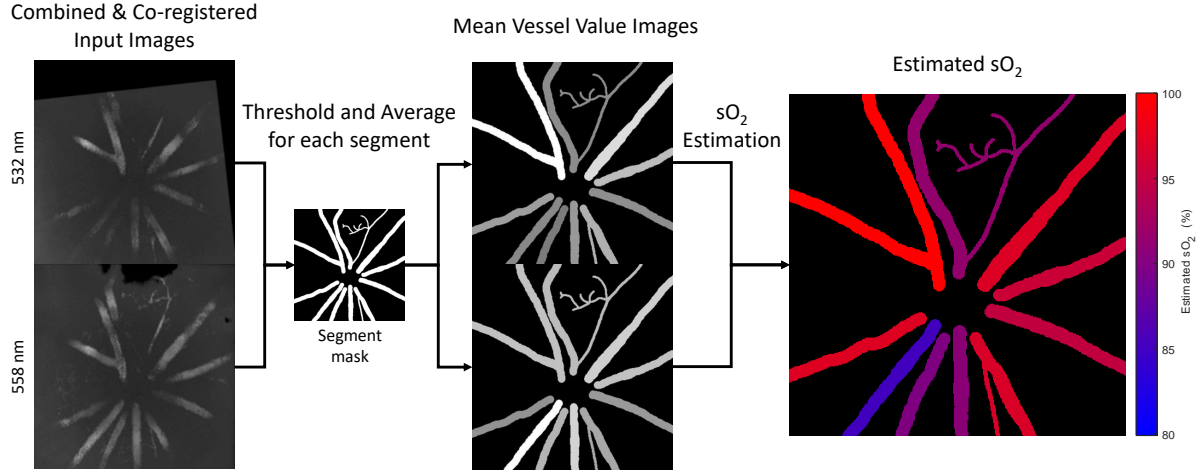 Combined & Co-registered
Input Images
532 nm
558 nm
Threshold and Average
for each segment
Segment
mask
Mean Vessel Value Images
sO2
Estimation
Estimated sO2
100
95
90
85
80
Estimated sO2 (%)